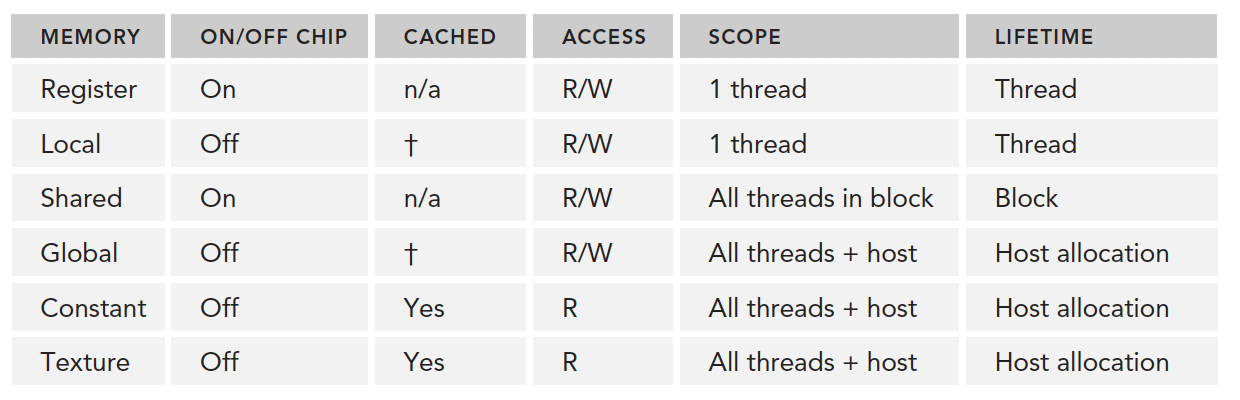 MEMORY ON/OFF CHIP CACHED ACCESS SCOPE LIFETIME
Register On n/a R/W 1 thread Thread
Local Off † R/W 1 thread Thread
Shared On n/a R/W All threads in block Block
Global Off † R/W All threads + host Host allocation
Constant Off Yes R All threads + host Host allocation
Texture Off Yes R All threads + host Host allocation